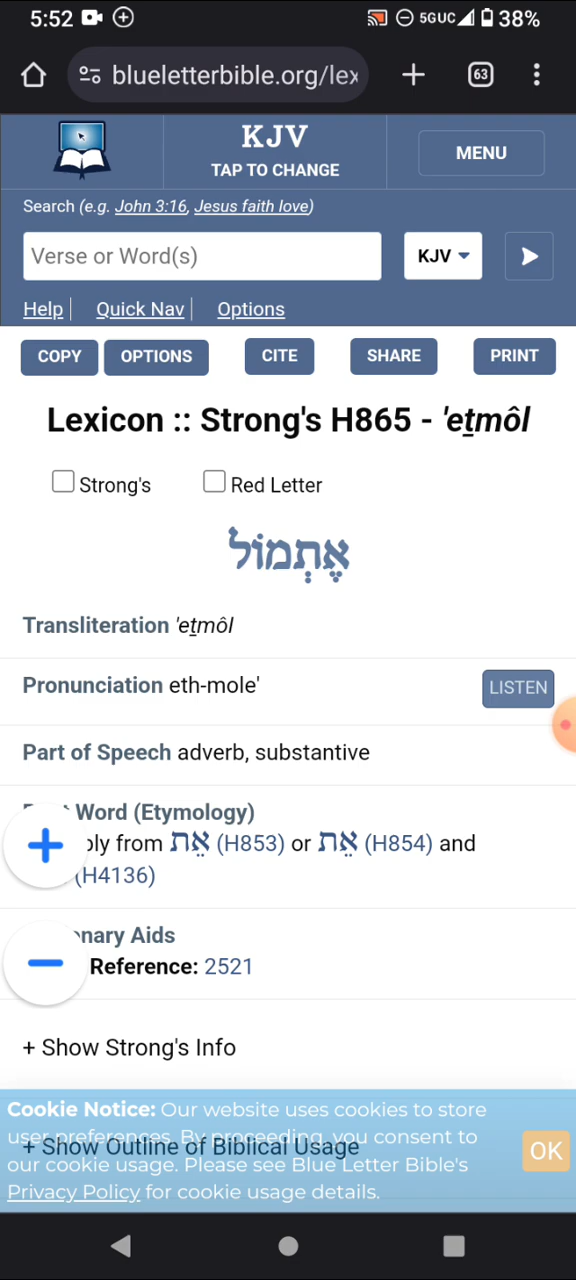 5:52 5GUC 38%
blueletterbible.org/lex 63
KJV
TAP TO CHANGE
MENU
Search (e.g. John 3:16, Jesus faith love)
Verse or Word(s) KJV
Help Quick Nav Options
COPY OPTIONS CITE SHARE PRINT
Lexicon :: Strong's H865 - 'eṯmôl
Strong's Red Letter
אֶתְמוֹל
Transliteration 'eṯmôl
Pronunciation eth-mole' LISTEN
Part of Speech adverb, substantive
Word (Etymology)
bly from אֵת (H853) or אֵת (H854) and
(H4136)
onary Aids
Reference: 2521
+ Show Strong's Info
+ Show Outline of Biblical Usage
Cookie Notice: Our website uses cookies to store
user preferences. By proceeding, you consent to
our cookie usage. Please see Blue Letter Bible's
Privacy Policy for cookie usage details.
OK